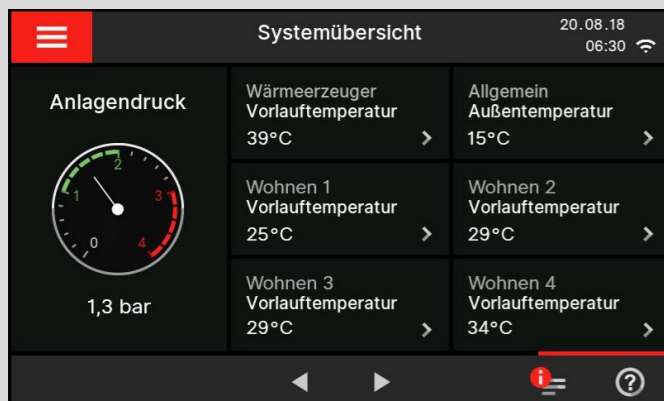 Systemübersicht
20.08.18
06:30
Anlagendruck
0
1
2
3
4
1,3 bar
Wärmeerzeuger
Vorlauftemperatur
39°C
Allgemein
Außentemperatur
15°C
Wohnen 1
Vorlauftemperatur
25°C
Wohnen 2
Vorlauftemperatur
29°C
Wohnen 3
Vorlauftemperatur
29°C
Wohnen 4
Vorlauftemperatur
34°C
i
?